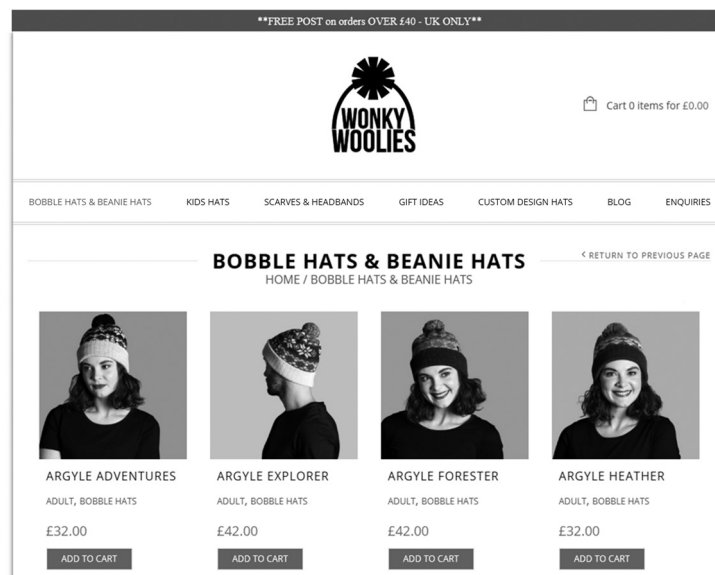 **FREE POST on orders OVER £40 - UK ONLY**
WONKY
WOOLIES
Cart 0 items for £0.00
BOBBLE HATS & BEANIE HATS KIDS HATS SCARVES & HEADBANDS GIFT IDEAS CUSTOM DESIGN HATS BLOG ENQUIRIES
BOBBLE HATS & BEANIE HATS
< RETURN TO PREVIOUS PAGE
HOME / BOBBLE HATS & BEANIE HATS
ARGYLE ADVENTURES
ADULT, BOBBLE HATS
£32.00
ADD TO CART
ARGYLE EXPLORER
ADULT, BOBBLE HATS
£42.00
ADD TO CART
ARGYLE FORESTER
ADULT, BOBBLE HATS
£42.00
ADD TO CART
ARGYLE HEATHER
ADULT, BOBBLE HATS
£32.00
ADD TO CART